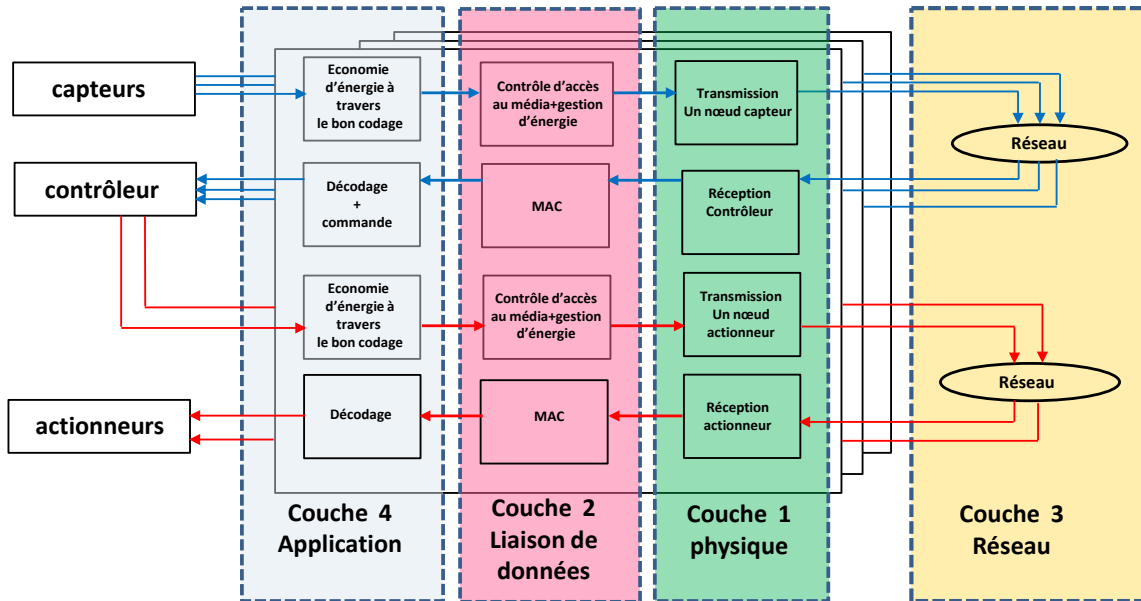 capteurs
Economie
d'énergie à
travers
le bon codage
Contrôle d'accès
au média+gestion
d'énergie
Transmission
Un nœud capteur
Réseau
contrôleur
Décodage
+
commande
MAC
Réception
Contrôleur
Economie
d'énergie à
travers
le bon codage
Contrôle d'accès
au média+gestion
d'énergie
Transmission
Un nœud
actionneur
Réseau
actionneurs
Décodage
MAC
Réception
actionneur
Couche 4
Application
Couche 2
Liaison de
données
Couche 1
physique
Couche 3
Réseau